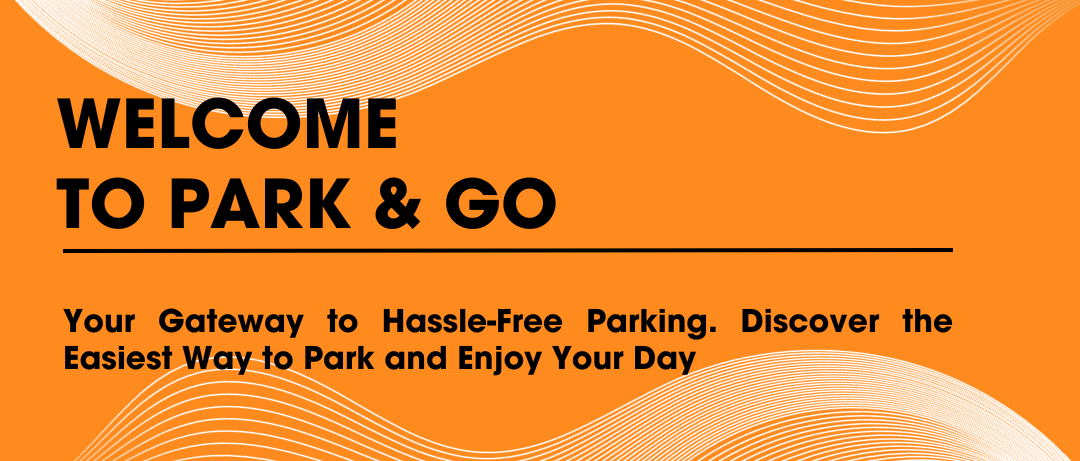 WELCOME
TO PARK & GO
Your Gateway to Hassle-Free Parking. Discover the
Easiest Way to Park and Enjoy Your Day